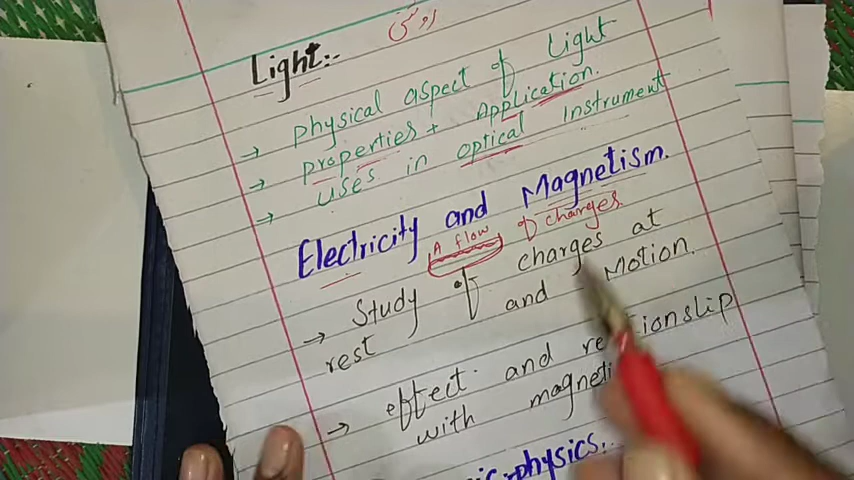 روشنی
Light:-
→ physical aspect of Light
→ properties + Application.
→ uses in optical Instrument
Electricity and Magnetism.
A flow of charges
→ Study of charges at
rest and Motion.
→ effect and relationslip
with magneti
physics.